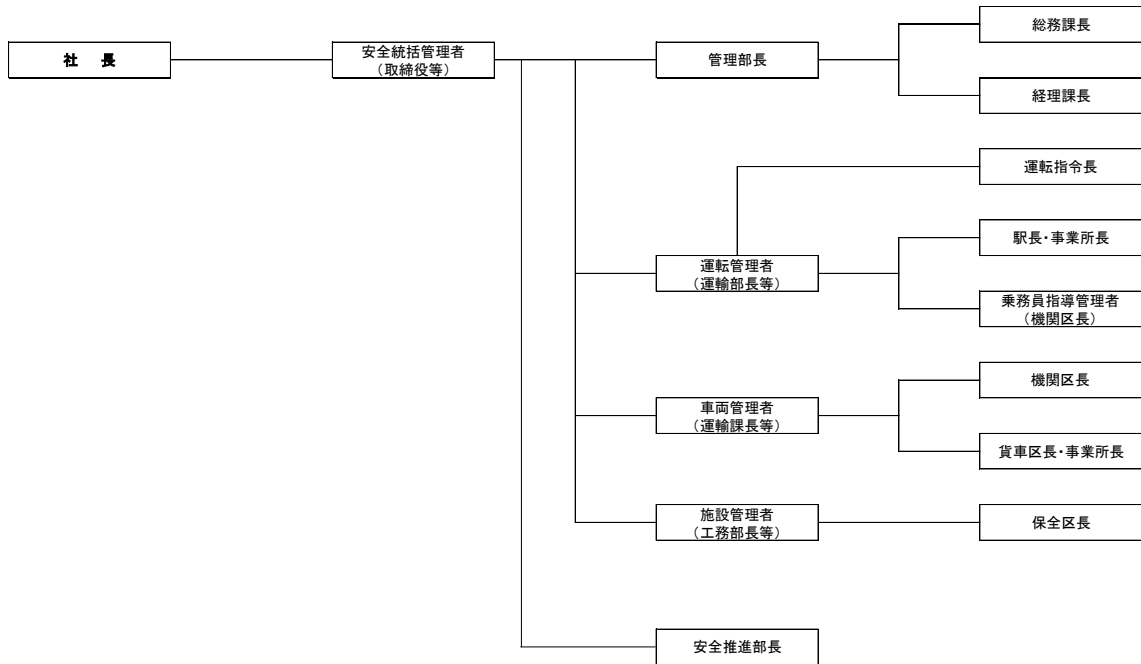 総務課長
社　長
安全統括管理者
（取締役等）
管理部長
経理課長
運転指令長
駅長・事業所長
運転管理者
（運輸部長等）
乗務員指導管理者
（機関区長）
機関区長
車両管理者
（運輸課長等）
貨車区長・事業所長
施設管理者
（工務部長等）
保全区長
安全推進部長